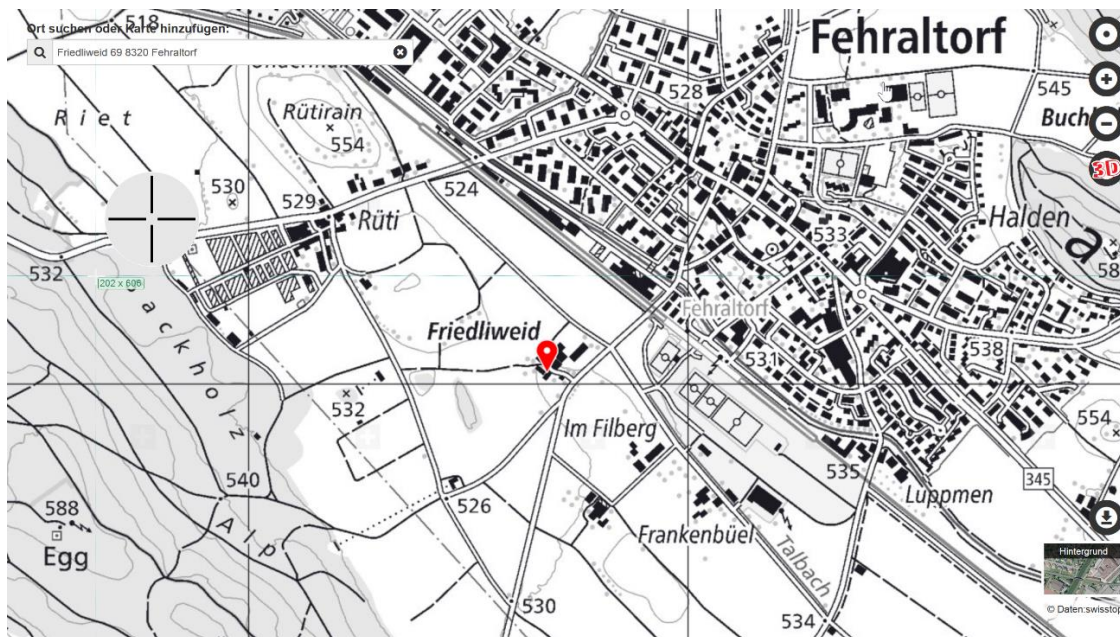 Ort suchen oder Karte hinzufügen:
Friedliweid 69 8320 Fehraltorf
518
Fehraltorf
528
545
Buch
3D
Riet
Rütirain
554
530
529
524
Rüti
533
Halden
a
532
202 x 606
Fehraltorf
Friedliweid
531
538
532
Im Filberg
554
540
526
535
345
Luppmen
588
Egg
Alp
Frankenbüel
Talbach
Hintergrund
530
534
© Daten:swisstop